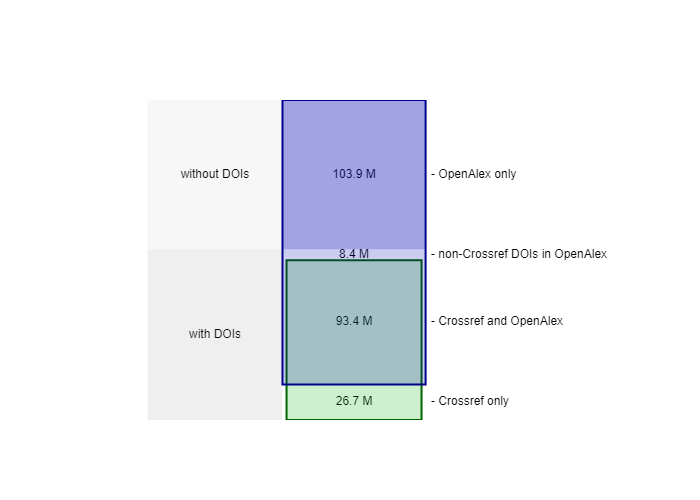 without DOIs 103.9 M - OpenAlex only
8.4 M - non-Crossref DOIs in OpenAlex
93.4 M - Crossref and OpenAlex
with DOIs
26.7 M - Crossref only